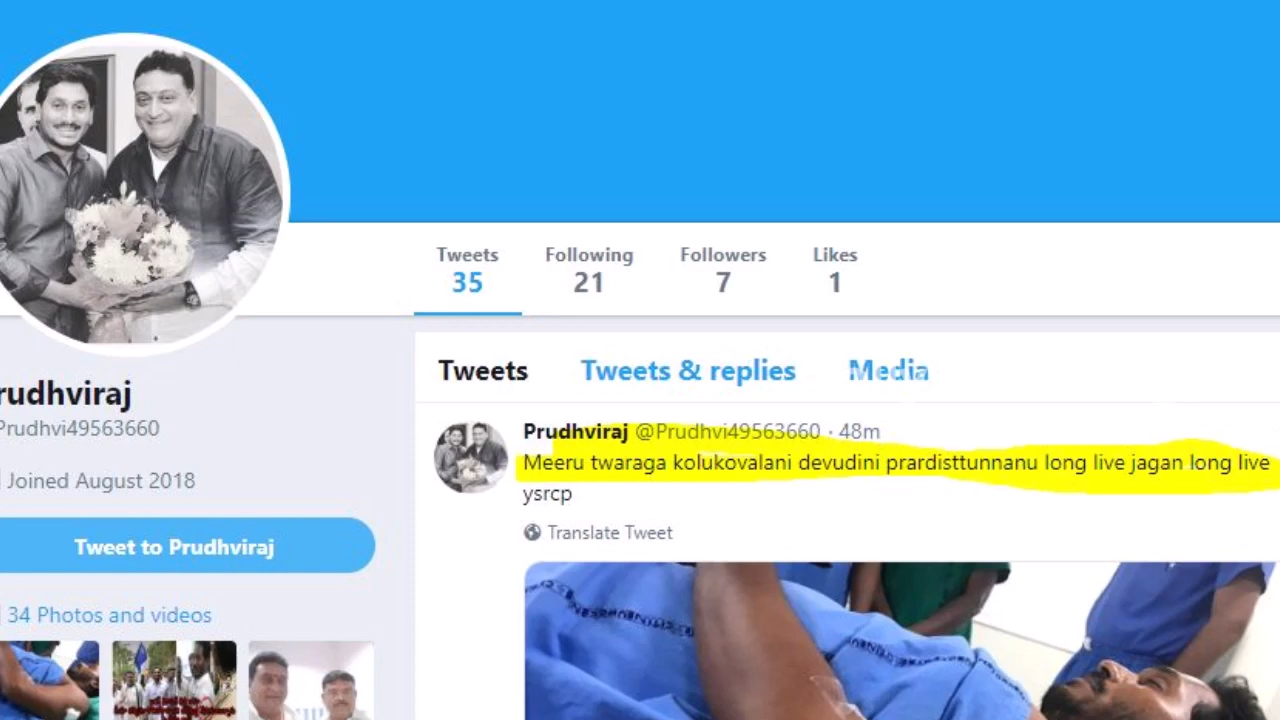 Tweets Following Followers Likes
35 21 7 1
Tweets Tweets & replies Media
rudhviraj
Prudhvi49563660
Joined August 2018
Tweet to Prudhviraj
34 Photos and videos
Prudhviraj @Prudhvi49563660 · 48m
Meeru twaraga kolukovalani devudini prardisttunnanu long live jagan long live
ysrcp
Translate Tweet